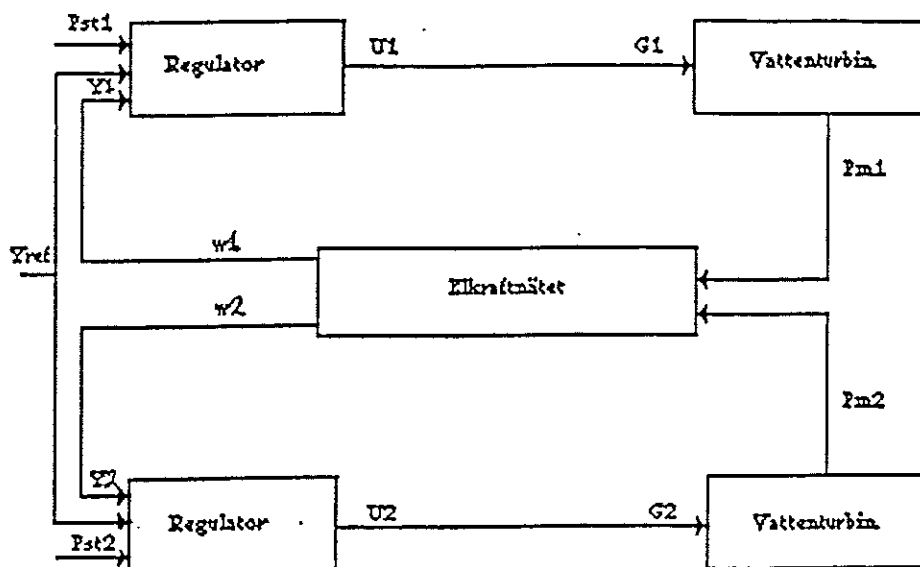 Pst1
U1
G1
Regulator
Vattenturbin
Y1
Pm1
w1
Yref
Elkraftnätet
w2
Pm2
Y2
U2
G2
Regulator
Vattenturbin
Pst2